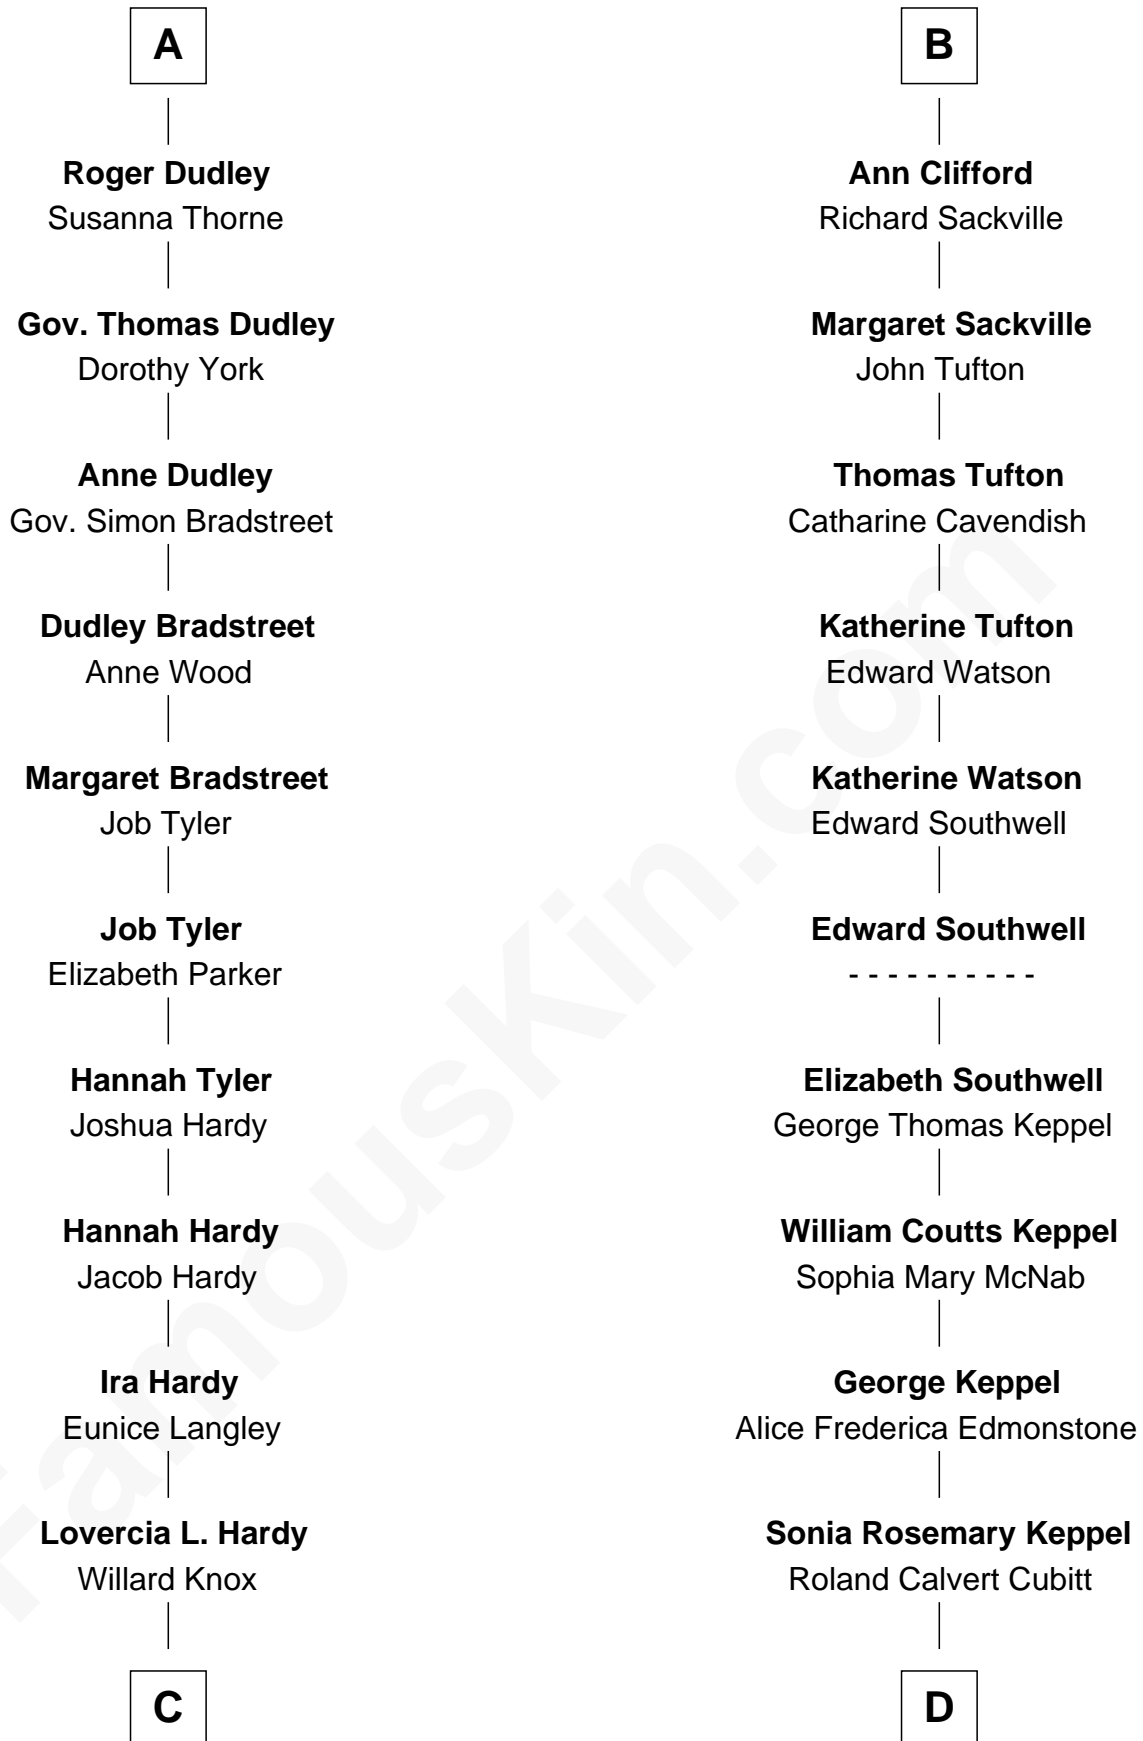 A
Roger Dudley
Susanna Thorne
Gov. Thomas Dudley
Dorothy York
Anne Dudley
Gov. Simon Bradstreet
Dudley Bradstreet
Anne Wood
Margaret Bradstreet
Job Tyler
Job Tyler
Elizabeth Parker
Hannah Tyler
Joshua Hardy
Hannah Hardy
Jacob Hardy
Ira Hardy
Eunice Langley
Lovercia L. Hardy
Willard Knox
C
B
Ann Clifford
Richard Sackville
Margaret Sackville
John Tufton
Thomas Tufton
Catharine Cavendish
Katherine Tufton
Edward Watson
Katherine Watson
Edward Southwell
Edward Southwell
- - - - - - - - - -
Elizabeth Southwell
George Thomas Keppel
William Coutts Keppel
Sophia Mary McNab
George Keppel
Alice Frederica Edmonstone
Sonia Rosemary Keppel
Roland Calvert Cubitt
D
FamousKin.com